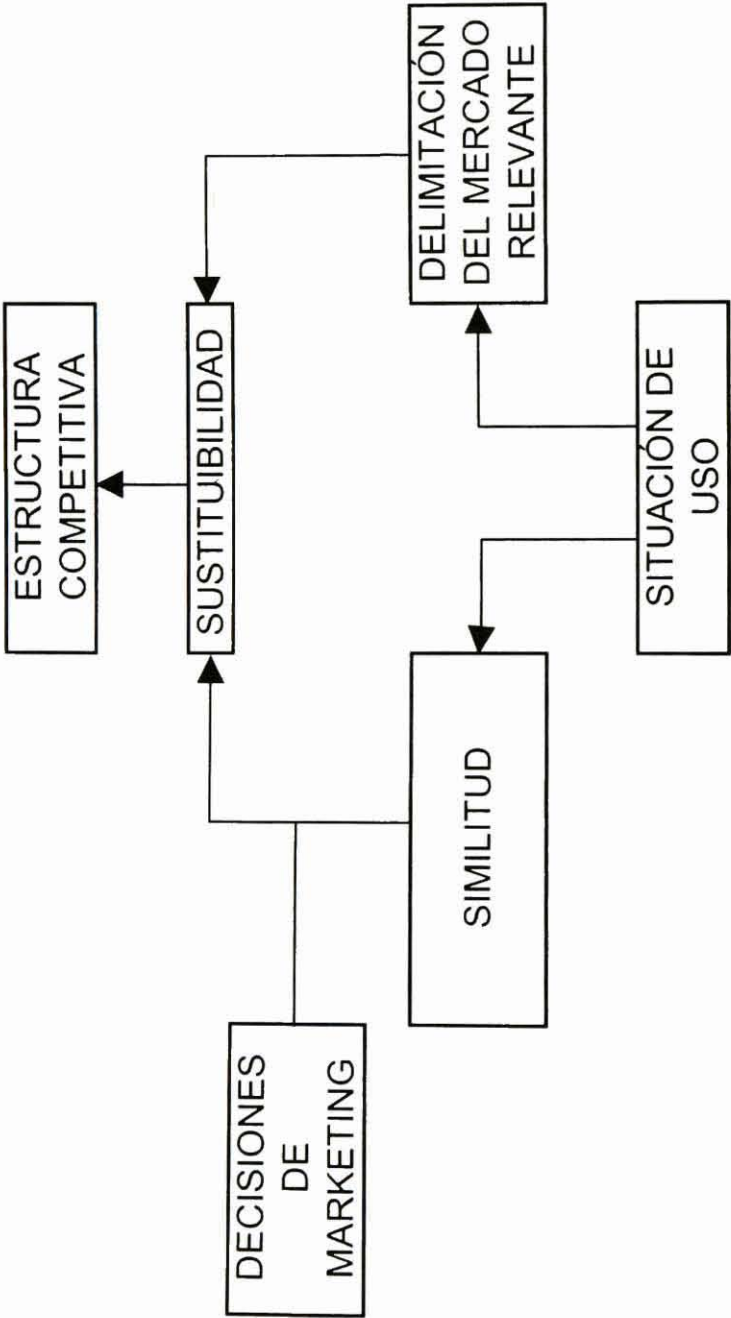 ESTRUCTURA
COMPETITIVA
SUSTITUIBILIDAD
DECISIONES
DE
MARKETING
SIMILITUD
DELIMITACIÓN
DEL MERCADO
RELEVANTE
SITUACIÓN DE
USO